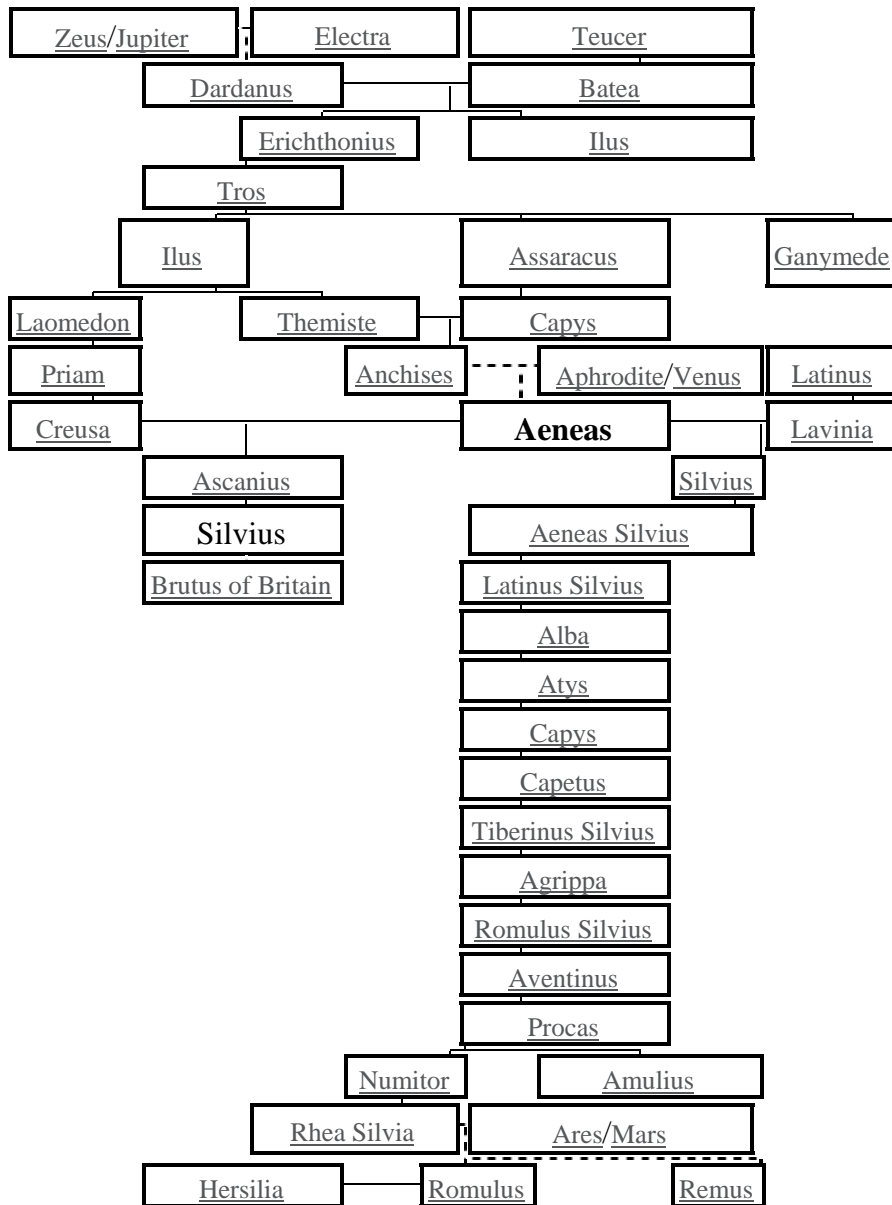 Zeus/Jupiter Electra Teucer
Dardanus Batea
Erichthonius Ilus
Tros
Ilus Assaracus Ganymede
Laomedon Themiste Capys
Priam Anchises Aphrodite/Venus Latinus
Creusa Aeneas Lavinia
Ascanius Silvius
Silvius Aeneas Silvius
Brutus of Britain Latinus Silvius
Alba
Atys
Capys
Capetus
Tiberinus Silvius
Agrippa
Romulus Silvius
Aventinus
Procas
Numitor Amulius
Rhea Silvia Ares/Mars
Hersilia Romulus Remus